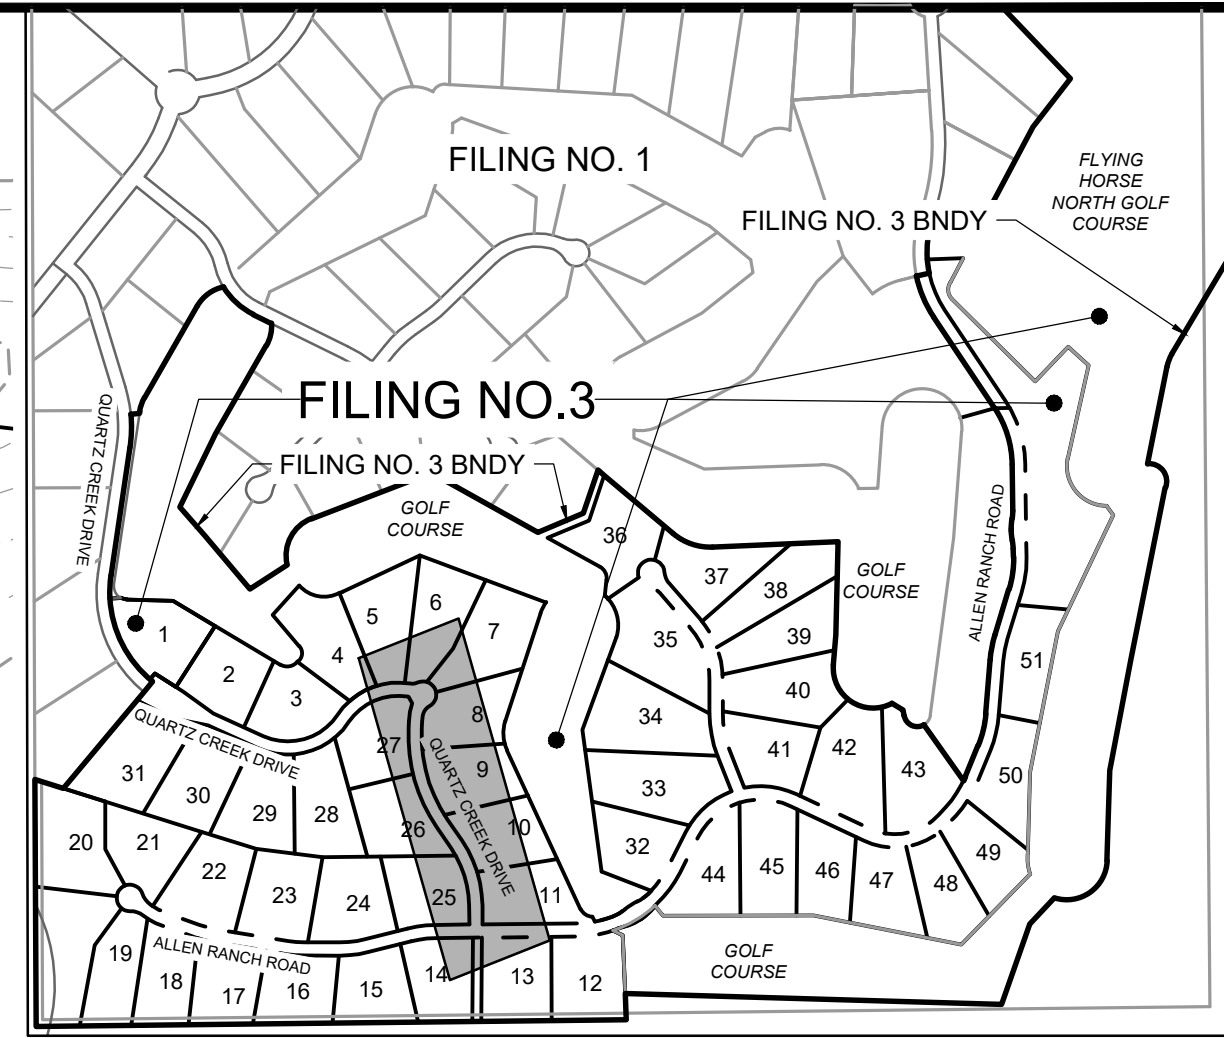 FILING NO. 1
FLYING
HORSE
NORTH GOLF
COURSE
FILING NO. 3 BNDY
FILING NO.3
QUARTZ CREEK DRIVE
FILING NO. 3 BNDY
GOLF
COURSE
36
ALLEN RANCH ROAD
37
38
GOLF
COURSE
5
6
7
1
35
39
4
51
2
3
40
8
34
QUARTZ CREEK DRIVE
27
QUARTZ CREEK DRIVE
41
42
43
50
31
30
29
28
9
33
26
10
20
21
32
49
22
23
24
25
11
44
45
46
47
48
19
ALLEN RANCH ROAD
GOLF
COURSE
18
17
16
15
14
13
12